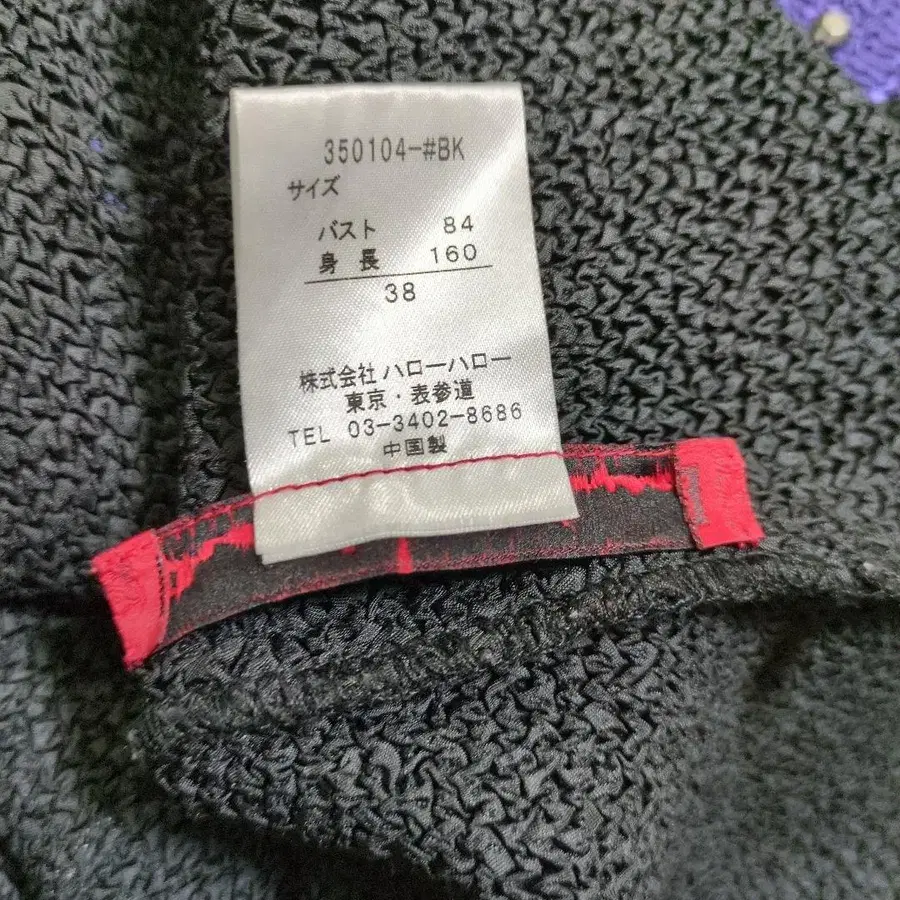 350104-#BK
サイズ
バスト 84
身長 160
38
株式会社 ハローハロー
東京・表参道
TEL 03-3402-8686
中国製